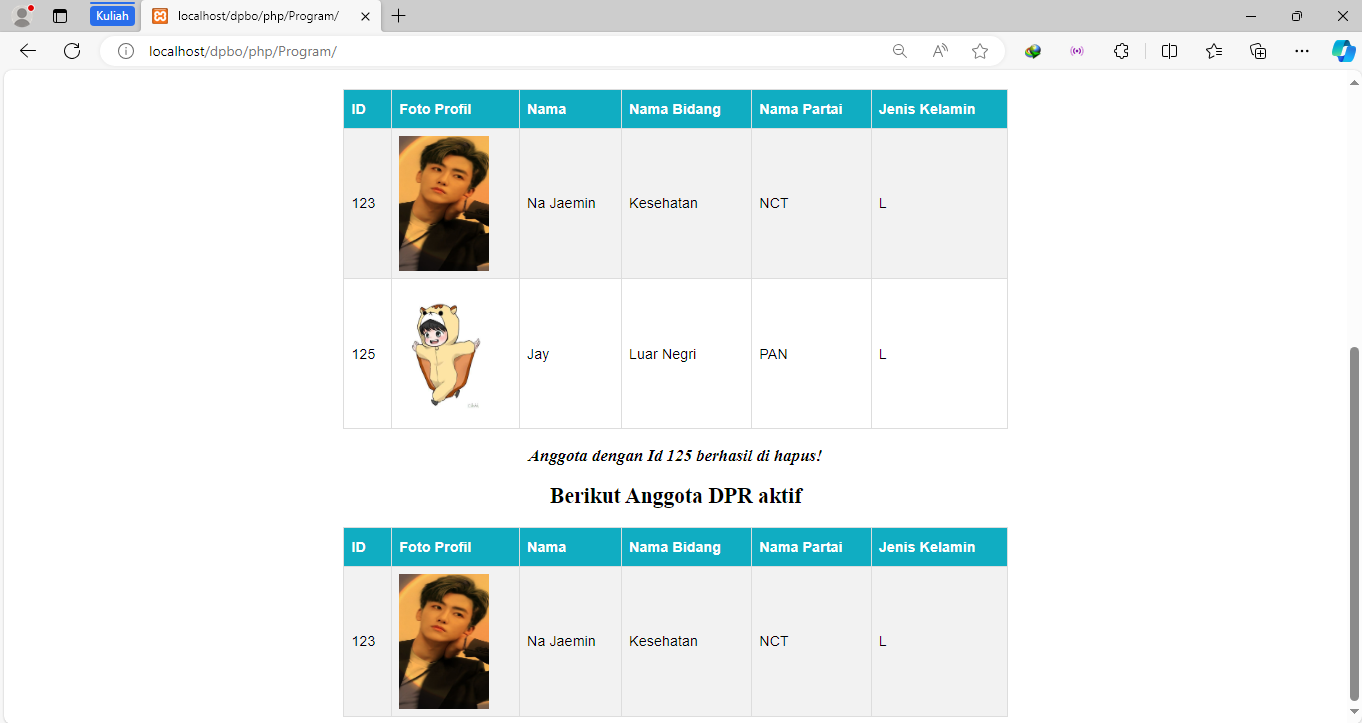 Kuliah
localhost/dpbo/php/Program/
localhost/dpbo/php/Program/
ID Foto Profil Nama Nama Bidang Nama Partai Jenis Kelamin
123 Na Jaemin Kesehatan NCT L
125 Jay Luar Negri PAN L
Anggota dengan Id 125 berhasil di hapus!
Berikut Anggota DPR aktif
ID Foto Profil Nama Nama Bidang Nama Partai Jenis Kelamin
123 Na Jaemin Kesehatan NCT L